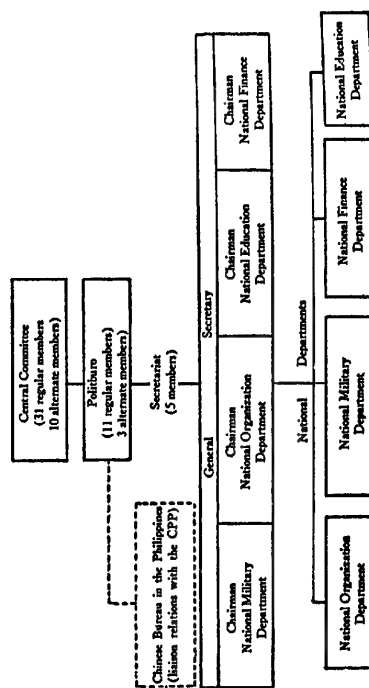 Central Committee
(31 regular members
10 alternate members)
Politburo
(11 regular members
3 alternate members)
Chinese Bureau in the Philippines
(liaison relations with the CPP)
Secretariat
(5 members)
General Secretary
Chairman
National Military
Department
Chairman
National Organization
Department
Chairman
National Education
Department
Chairman
National Finance
Department
National Departments
National Organization
Department
National Military
Department
National Finance
Department
National Education
Department